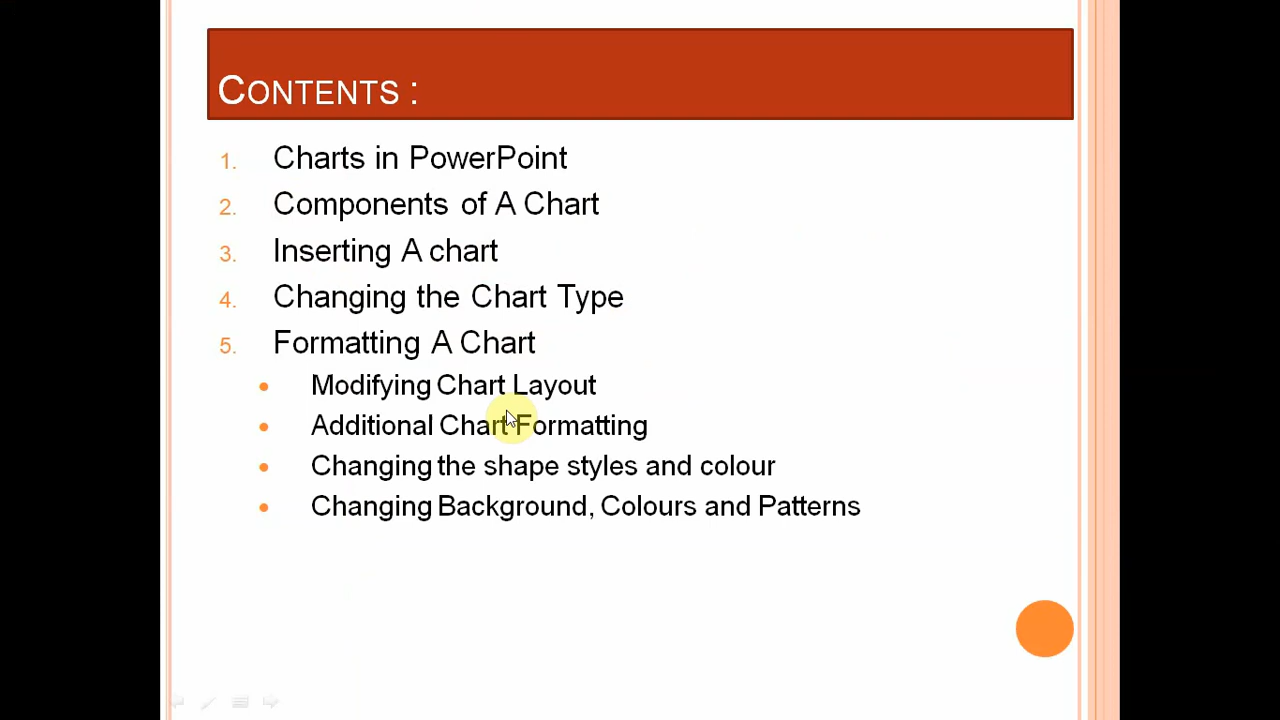 CONTENTS :
1. Charts in PowerPoint
2. Components of A Chart
3. Inserting A chart
4. Changing the Chart Type
5. Formatting A Chart
• Modifying Chart Layout
• Additional Chart Formatting
• Changing the shape styles and colour
• Changing Background, Colours and Patterns